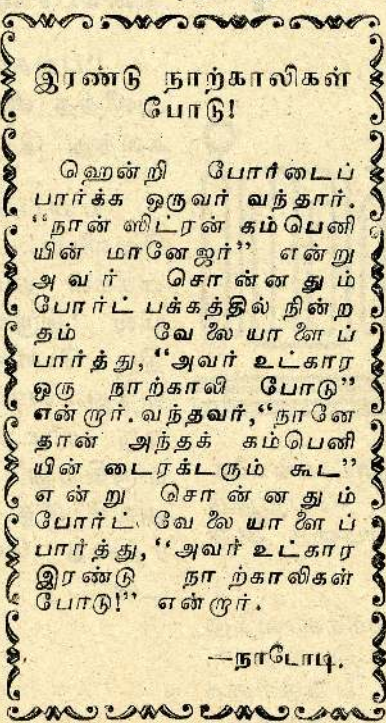 இரண்டு நாற்காலிகள்
போடு!
ஹென்றி போர்டைப்
பார்க்க ஒருவர் வந்தார்.
“நான் ஸிட்ரன் கம்பெனி
யின் மானேஜர்” என்று
அவர் சொன்னதும்
போர்ட் பக்கத்தில் நின்ற
தம் வேலையாளைப்
பார்த்து, “அவர் உட்கார
ஒரு நாற்காலி போடு”
என்றார். வந்தவர், “நானே
தான் அந்தக் கம்பெனி
யின் டைரக்டரும் கூட”
என்று சொன்னதும்
போர்ட் வேலையாளைப்
பார்த்து, “அவர் உட்கார
இரண்டு நாற்காலிகள்
போடு!” என்றார்.
—நாடோடி.